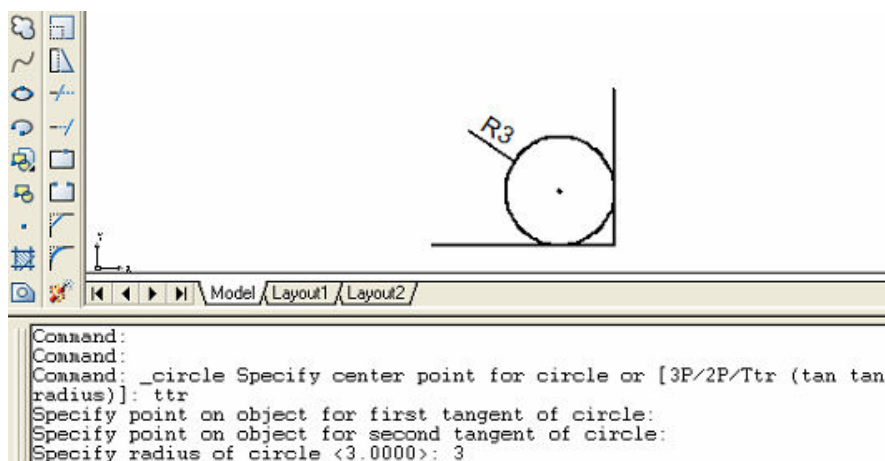 R3
Y
X
Model Layout1 Layout2
Command:
Command:
Command: _circle Specify center point for circle or [3P/2P/Ttr (tan tan
radius)]: ttr
Specify point on object for first tangent of circle:
Specify point on object for second tangent of circle:
Specify radius of circle <3.0000>: 3